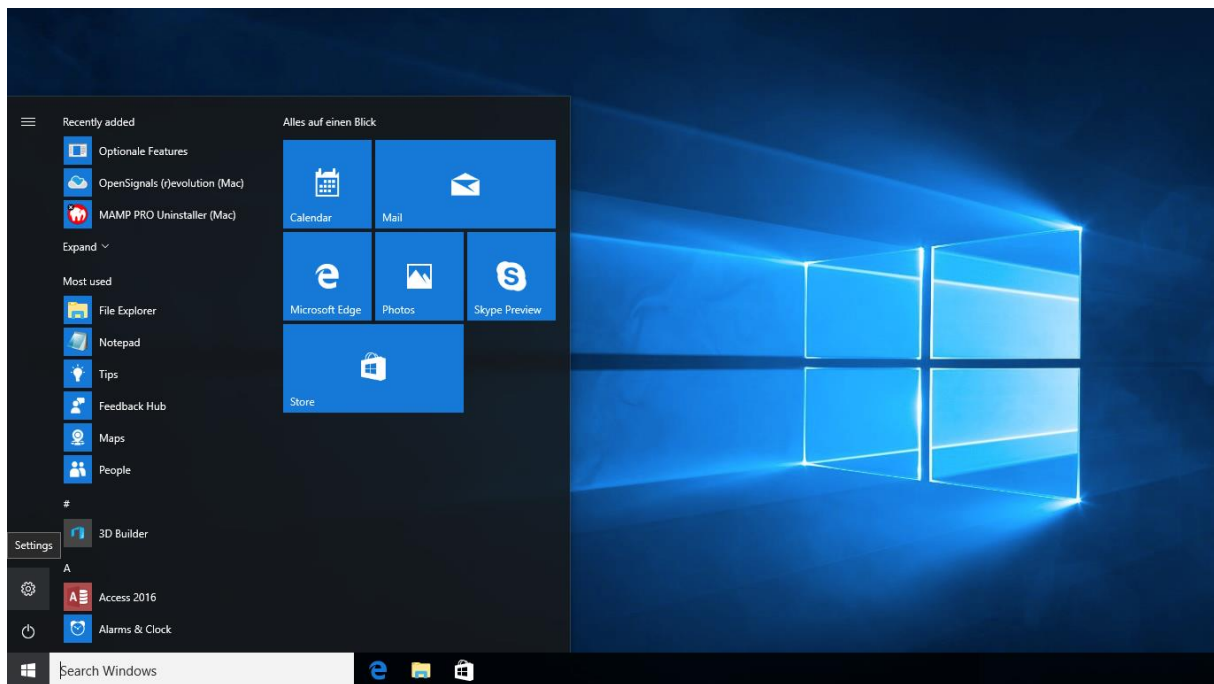 Recently added
Optionale Features
OpenSignals (r)evolution (Mac)
MAMP PRO Uninstaller (Mac)
Expand
Most used
File Explorer
Notepad
Tips
Feedback Hub
Maps
People
#
3D Builder
Settings
A
Access 2016
Alarms & Clock
Alles auf einen Blick
Calendar
Mail
Microsoft Edge
Photos
Skype Preview
Store
Search Windows